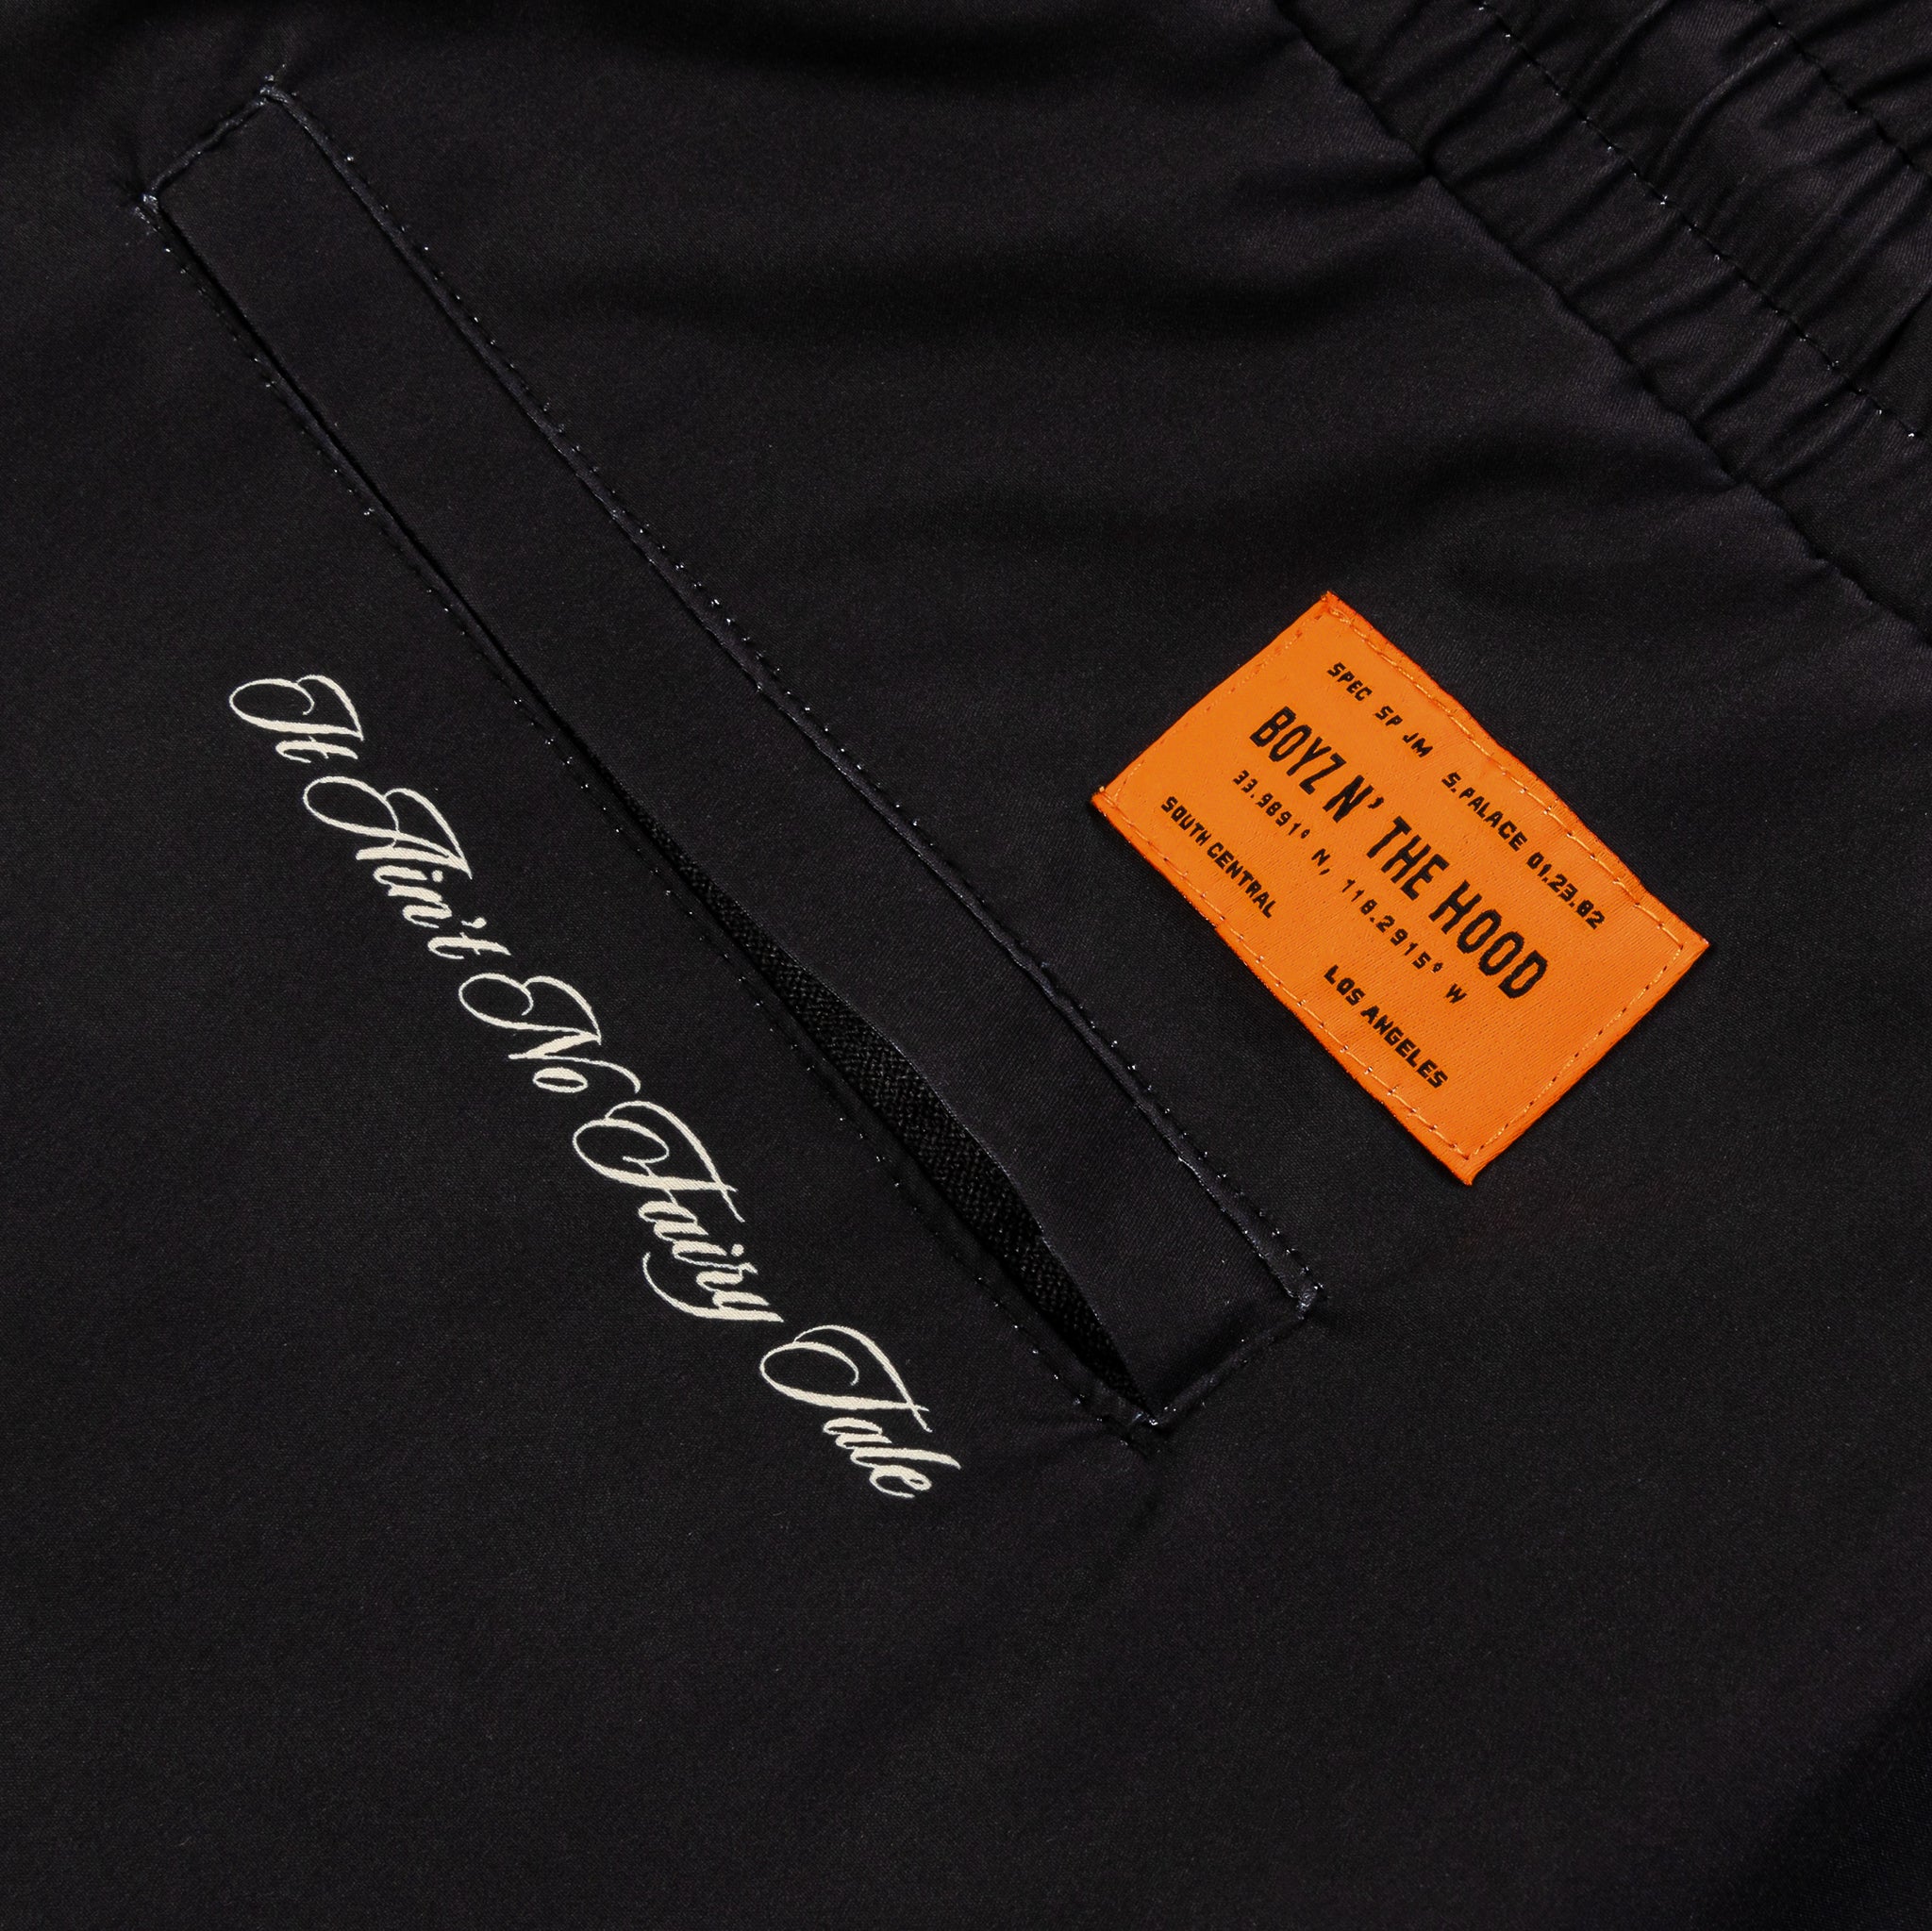 It Ain't No Fairy Tale
SPEC SP JM S.PALACE 01.23.82
BOYZ N' THE HOOD
33.9891° N, 118.2915° W
SOUTH CENTRAL LOS ANGELES